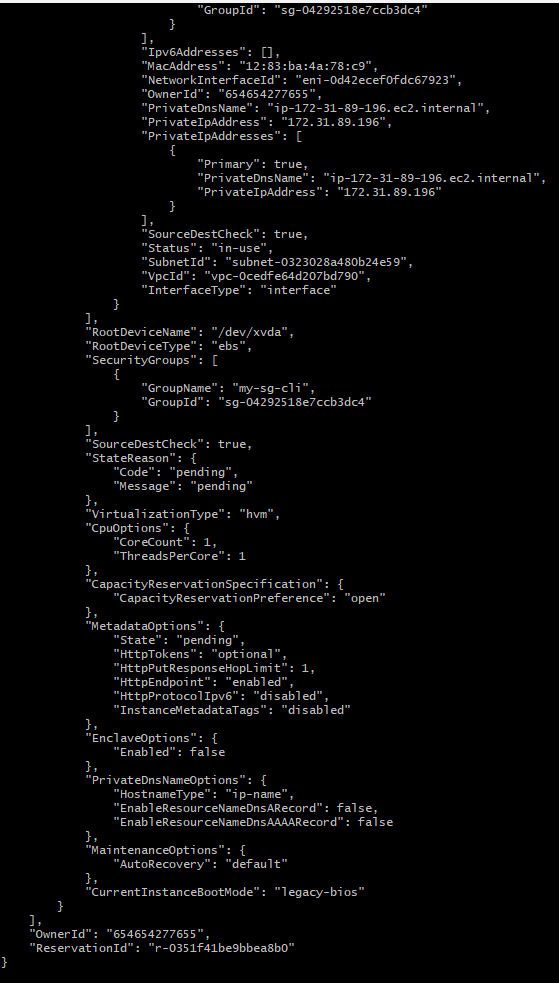 "GroupId": "sg-04292518e7ccb3dc4"
}
],
"Ipv6Addresses": [],
"MacAddress": "12:83:ba:4a:78:c9",
"NetworkInterfaceId": "eni-0d42ecef0fdc67923",
"OwnerId": "654654277655",
"PrivateDnsName": "ip-172-31-89-196.ec2.internal",
"PrivateIpAddress": "172.31.89.196",
"PrivateIpAddresses": [
{
"Primary": true,
"PrivateDnsName": "ip-172-31-89-196.ec2.internal",
"PrivateIpAddress": "172.31.89.196"
}
],
"SourceDestCheck": true,
"Status": "in-use",
"SubnetId": "subnet-0323028a480b24e59",
"VpcId": "vpc-0cedfe64d207bd790",
"InterfaceType": "interface"
}
],
"RootDeviceName": "/dev/xvda",
"RootDeviceType": "ebs",
"SecurityGroups": [
{
"GroupName": "my-sg-cli",
"GroupId": "sg-04292518e7ccb3dc4"
}
],
"SourceDestCheck": true,
"StateReason": {
"Code": "pending",
"Message": "pending"
},
"VirtualizationType": "hvm",
"CpuOptions": {
"CoreCount": 1,
"ThreadsPerCore": 1
},
"CapacityReservationSpecification": {
"CapacityReservationPreference": "open"
},
"MetadataOptions": {
"State": "pending",
"HttpTokens": "optional",
"HttpPutResponseHopLimit": 1,
"HttpEndpoint": "enabled",
"HttpProtocolIpv6": "disabled",
"InstanceMetadataTags": "disabled"
},
"EnclaveOptions": {
"Enabled": false
},
"PrivateDnsNameOptions": {
"HostnameType": "ip-name",
"EnableResourceNameDnsARecord": false,
"EnableResourceNameDnsAAAARecord": false
},
"MaintenanceOptions": {
"AutoRecovery": "default"
},
"CurrentInstanceBootMode": "legacy-bios"
}
],
"OwnerId": "654654277655",
"ReservationId": "r-0351f41be9bbea8b0"
}